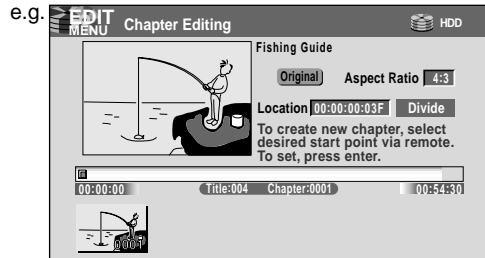 e.g.
EDIT
MENU Chapter Editing HDD
Fishing Guide
Original Aspect Ratio 4:3
Location 00:00:00:03F Divide
To create new chapter, select
desired start point via remote.
To set, press enter.
00:00:00 Title:004 Chapter:0001 00:54:30
0001